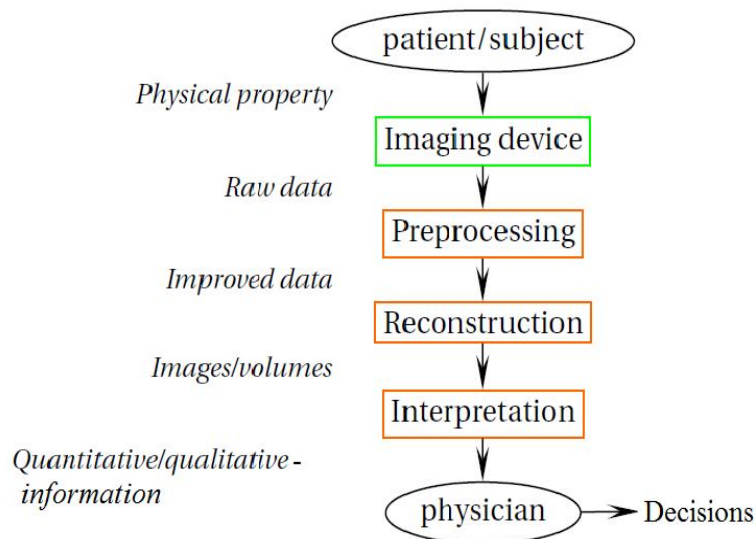 patient/subject
Physical property
Imaging device
Raw data
Preprocessing
Improved data
Reconstruction
Images/volumes
Interpretation
Quantitative/qualitative -
information
physician
Decisions